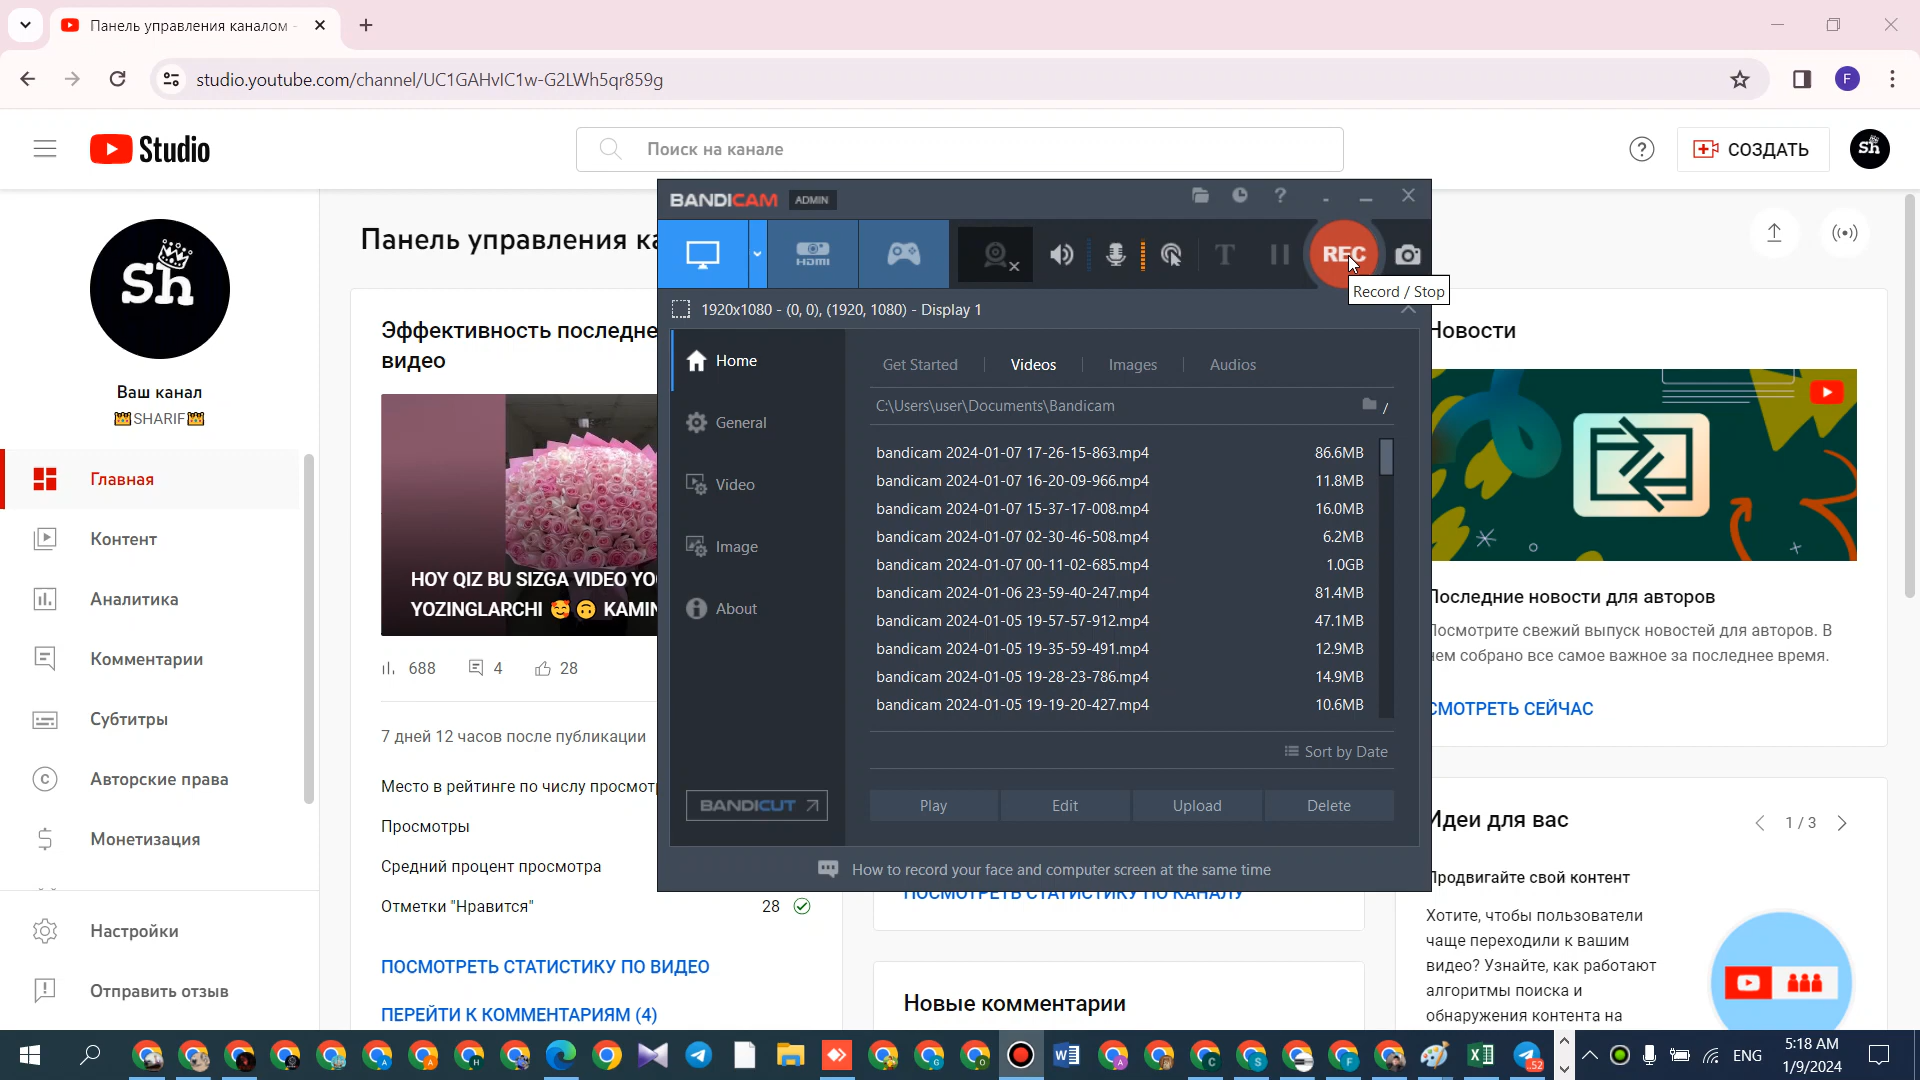 Панель управления каналом -
studio.youtube.com/channel/UC1GAHvIC1w-G2LWh5qr859g
F
Studio
Поиск на канале
СОЗДАТЬ
Sh
Sh
Ваш канал
👑SHARIF👑
Главная
Контент
Аналитика
Комментарии
Субтитры
Авторские права
Монетизация
Настройки
Отправить отзыв
Панель управления ка
Эффективность последне
видео
HOY QIZ BU SIZGA VIDEO YO
YOZINGLARCHI 🥰 🙃 KAMIN
688 4 28
7 дней 12 часов после публикации
Место в рейтинге по числу просмот
Просмотры
Средний процент просмотра
Отметки "Нравится" 28
ПОСМОТРЕТЬ СТАТИСТИКУ ПО ВИДЕО
ПЕРЕЙТИ К КОММЕНТАРИЯМ (4)
BANDICAM ADMIN
HDMI
T
REC
Record / Stop
1920x1080 - (0, 0), (1920, 1080) - Display 1
Home
General
Video
Image
About
BANDICUT
Get Started Videos Images Audios
C:\Users\user\Documents\Bandicam /
bandicam 2024-01-07 17-26-15-863.mp4 86.6MB
bandicam 2024-01-07 16-20-09-966.mp4 11.8MB
bandicam 2024-01-07 15-37-17-008.mp4 16.0MB
bandicam 2024-01-07 02-30-46-508.mp4 6.2MB
bandicam 2024-01-07 00-11-02-685.mp4 1.0GB
bandicam 2024-01-06 23-59-40-247.mp4 81.4MB
bandicam 2024-01-05 19-57-57-912.mp4 47.1MB
bandicam 2024-01-05 19-35-59-491.mp4 12.9MB
bandicam 2024-01-05 19-28-23-786.mp4 14.9MB
bandicam 2024-01-05 19-19-20-427.mp4 10.6MB
Sort by Date
Play Edit Upload Delete
How to record your face and computer screen at the same time
ПОСМОТРЕТЬ СТАТИСТИКУ ПО КАНАЛУ
Новые комментарии
Новости
Последние новости для авторов
Посмотрите свежий выпуск новостей для авторов. В
нем собрано все самое важное за последнее время.
СМОТРЕТЬ СЕЙЧАС
Идеи для вас
1 / 3
Продвигайте свой контент
Хотите, чтобы пользователи
чаще переходили к вашим
видео? Узнайте, как работают
алгоритмы поиска и
обнаружения контента на
ENG
5:18 AM
1/9/2024